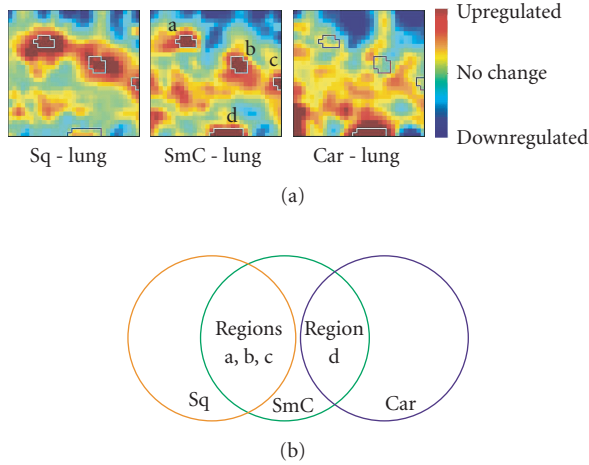 Upregulated
No change
Downregulated
a
b
c
d
Sq - lung
SmC - lung
Car - lung
(a)
Regions
a, b, c
Region
d
Sq
SmC
Car
(b)